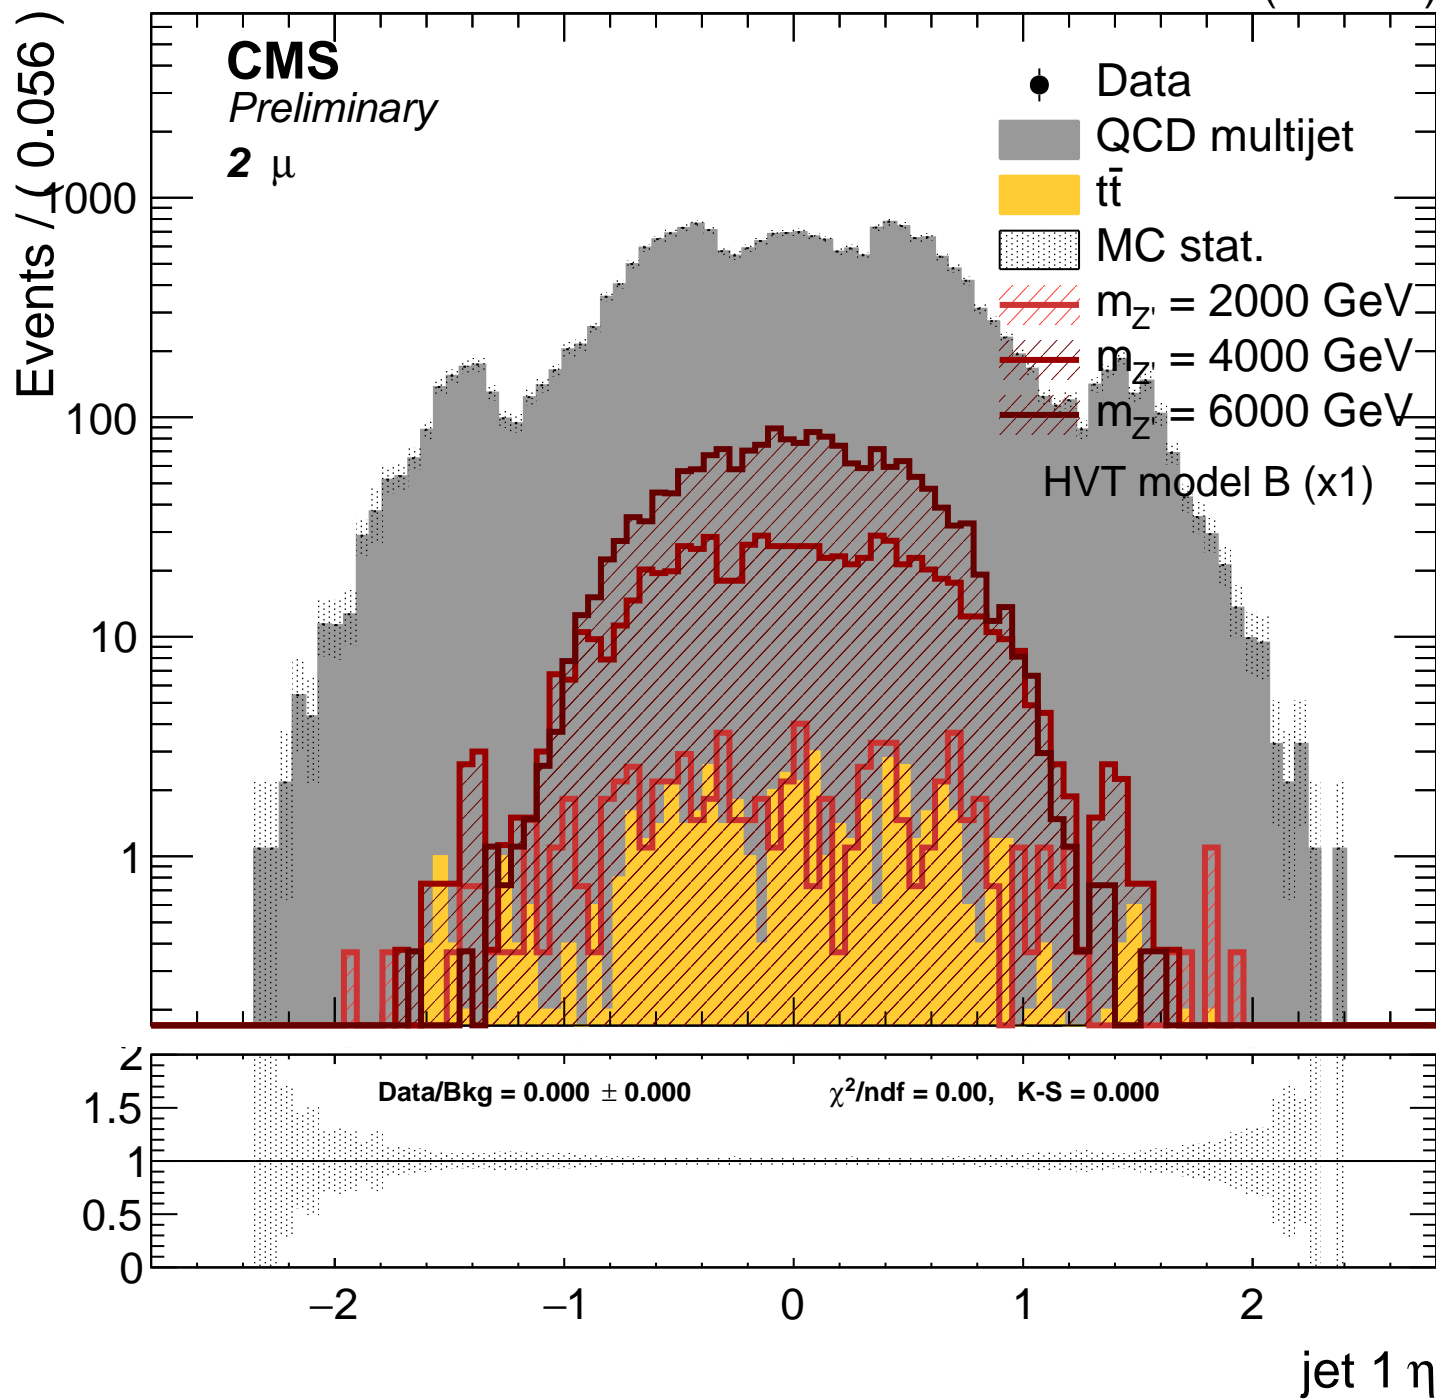 Events / ( 0.056 )
CMS
Preliminary
2 μ
Data
QCD multijet
tt̄
MC stat.
m_Z' = 2000 GeV
m_Z' = 4000 GeV
m_Z' = 6000 GeV
HVT model B (x1)
1000
100
10
1
Data/Bkg = 0.000 ± 0.000
χ²/ndf = 0.00, K-S = 0.000
2
1.5
1
0.5
0
−2
−1
0
1
2
jet 1 η